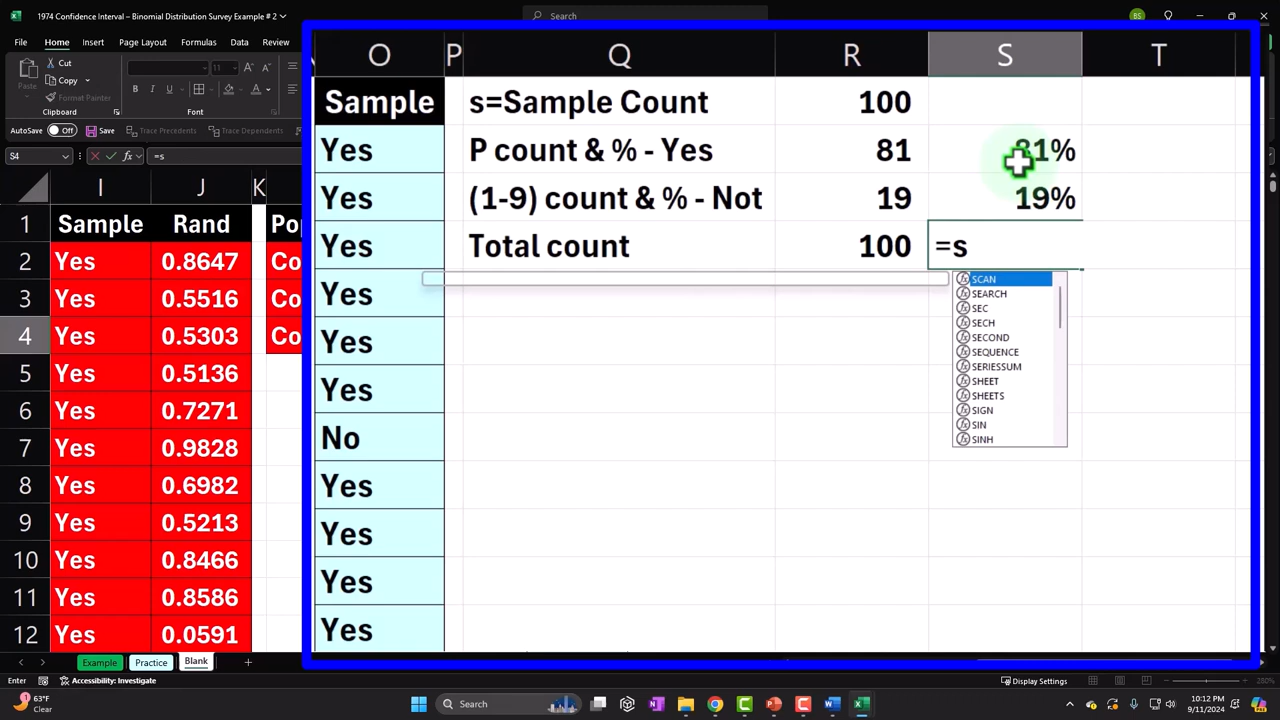 1974 Confidence Interval – Binomial Distribution Survey Example # 2
Search
BS
File Home Insert Page Layout Formulas Data Review
Cut
Copy
Format Painter
Clipboard
Font
AutoSave Off Save Trace Precedents Trace Dependents
S4 fx =s
I J K
1 Sample Rand
2 Yes 0.8647
3 Yes 0.5516
4 Yes 0.5303
5 Yes 0.5136
6 Yes 0.7271
7 Yes 0.9828
8 Yes 0.6982
9 Yes 0.5213
10 Yes 0.8466
11 Yes 0.8586
12 Yes 0.0591
O P Q R S T
Sample s=Sample Count 100
Yes P count & % - Yes 81 81%
Yes (1-9) count & % - Not 19 19%
Yes Total count 100 =s
Yes
Yes
Yes
No
Yes
Yes
Yes
Yes
SCAN
SEARCH
SEC
SECH
SECOND
SEQUENCE
SERIESSUM
SHEET
SHEETS
SIGN
SIN
SINH
Example Practice Blank
Enter Accessibility: Investigate Display Settings 280%
63°F
Clear
Search
10:12 PM
9/11/2024